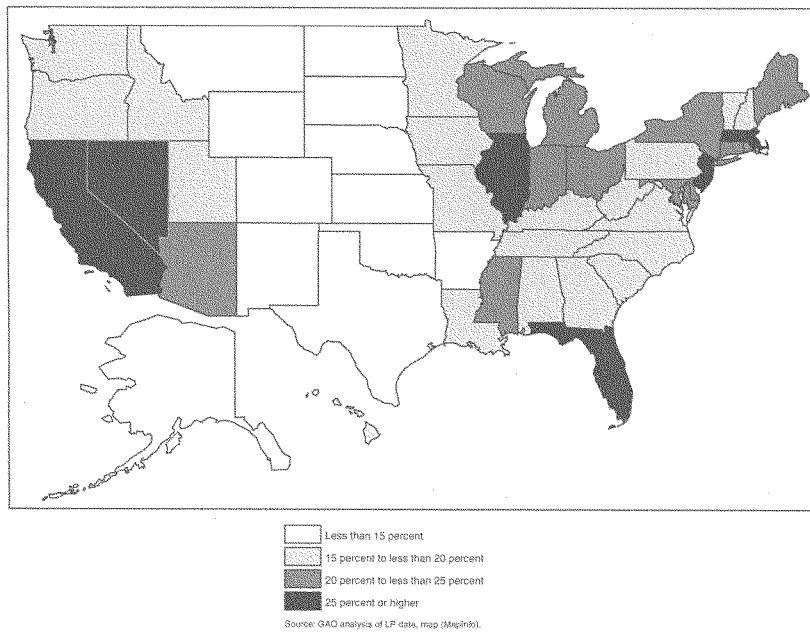 Less than 15 percent
15 percent to less than 20 percent
20 percent to less than 25 percent
25 percent or higher
Source: GAO analysis of LP data, map (MapInfo).